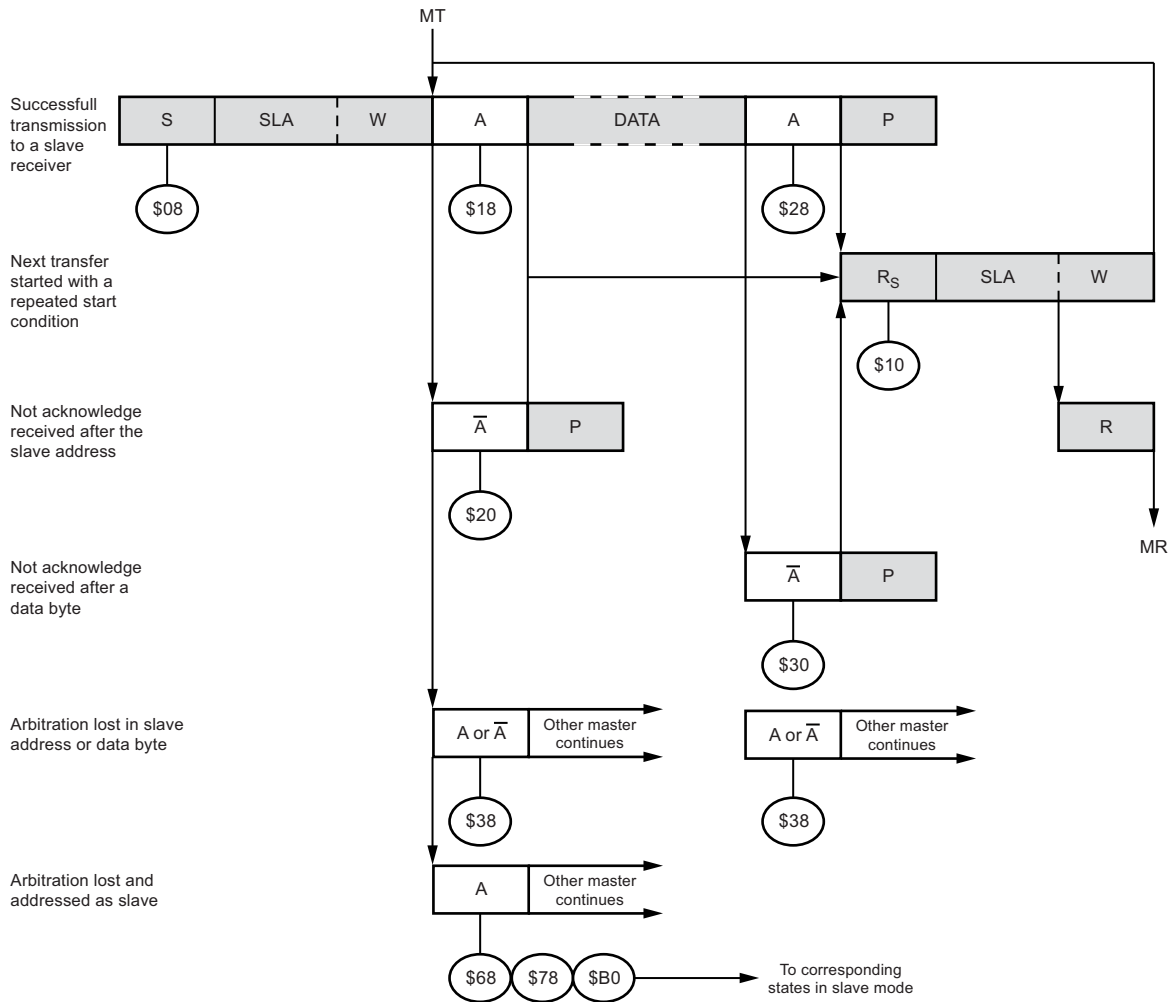 MT
Successfull
transmission
to a slave
receiver
S SLA W A DATA A P
$08 $18 $28
Next transfer
started with a
repeated start
condition
RS SLA W
$10
Not acknowledge
received after the
slave address
A̅ P R
$20
MR
Not acknowledge
received after a
data byte
A̅ P
$30
Arbitration lost in slave
address or data byte
A or A̅ Other master
continues
A or A̅ Other master
continues
$38 $38
Arbitration lost and
addressed as slave
A Other master
continues
$68 $78 $B0 To corresponding
states in slave mode